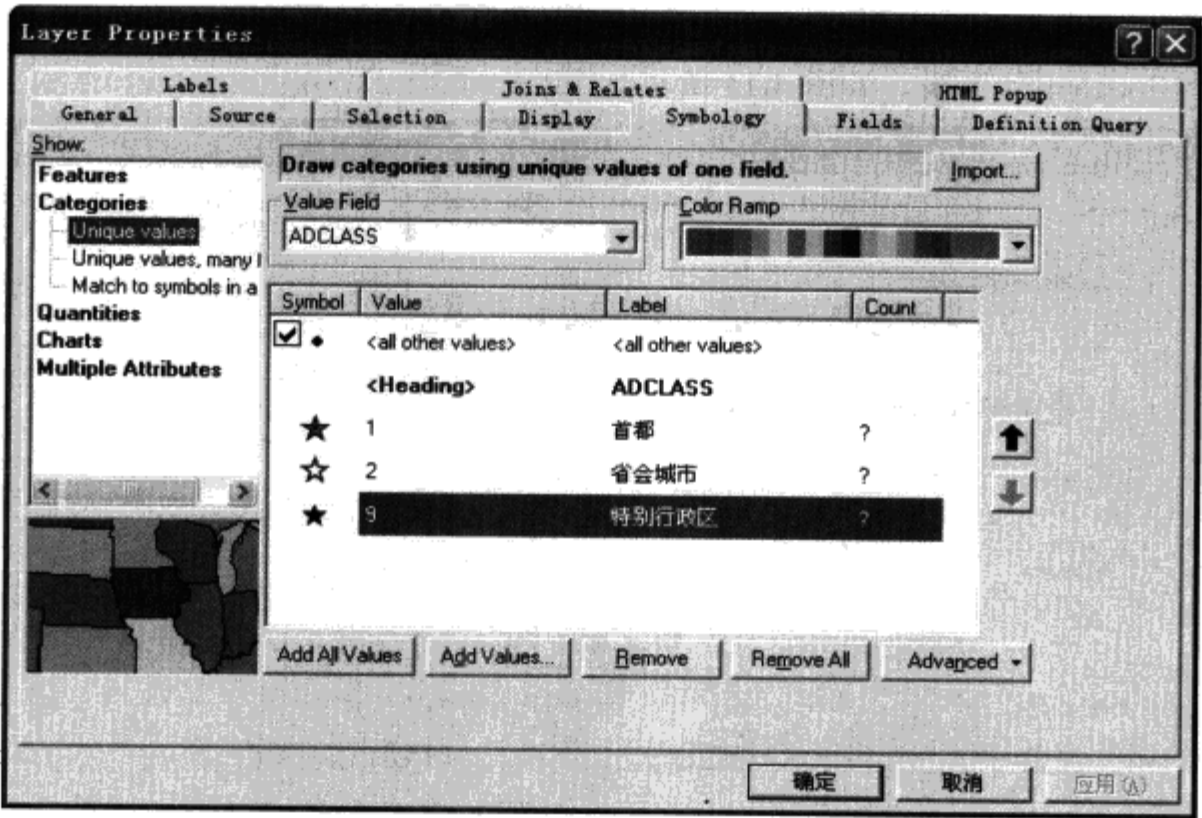 Layer Properties
Labels Joins & Relates HTML Popup
General Source Selection Display Symbology Fields Definition Query
Show:
Features
Categories
Unique values
Unique values, many
Match to symbols in a
Quantities
Charts
Multiple Attributes
Draw categories using unique values of one field.
Import...
Value Field
ADCLASS
Color Ramp
Symbol Value Label Count
<all other values> <all other values>
<Heading> ADCLASS
1 首都 ?
2 省会城市 ?
9 特别行政区 ?
Add All Values Add Values... Remove Remove All Advanced
确定 取消 应用(A)